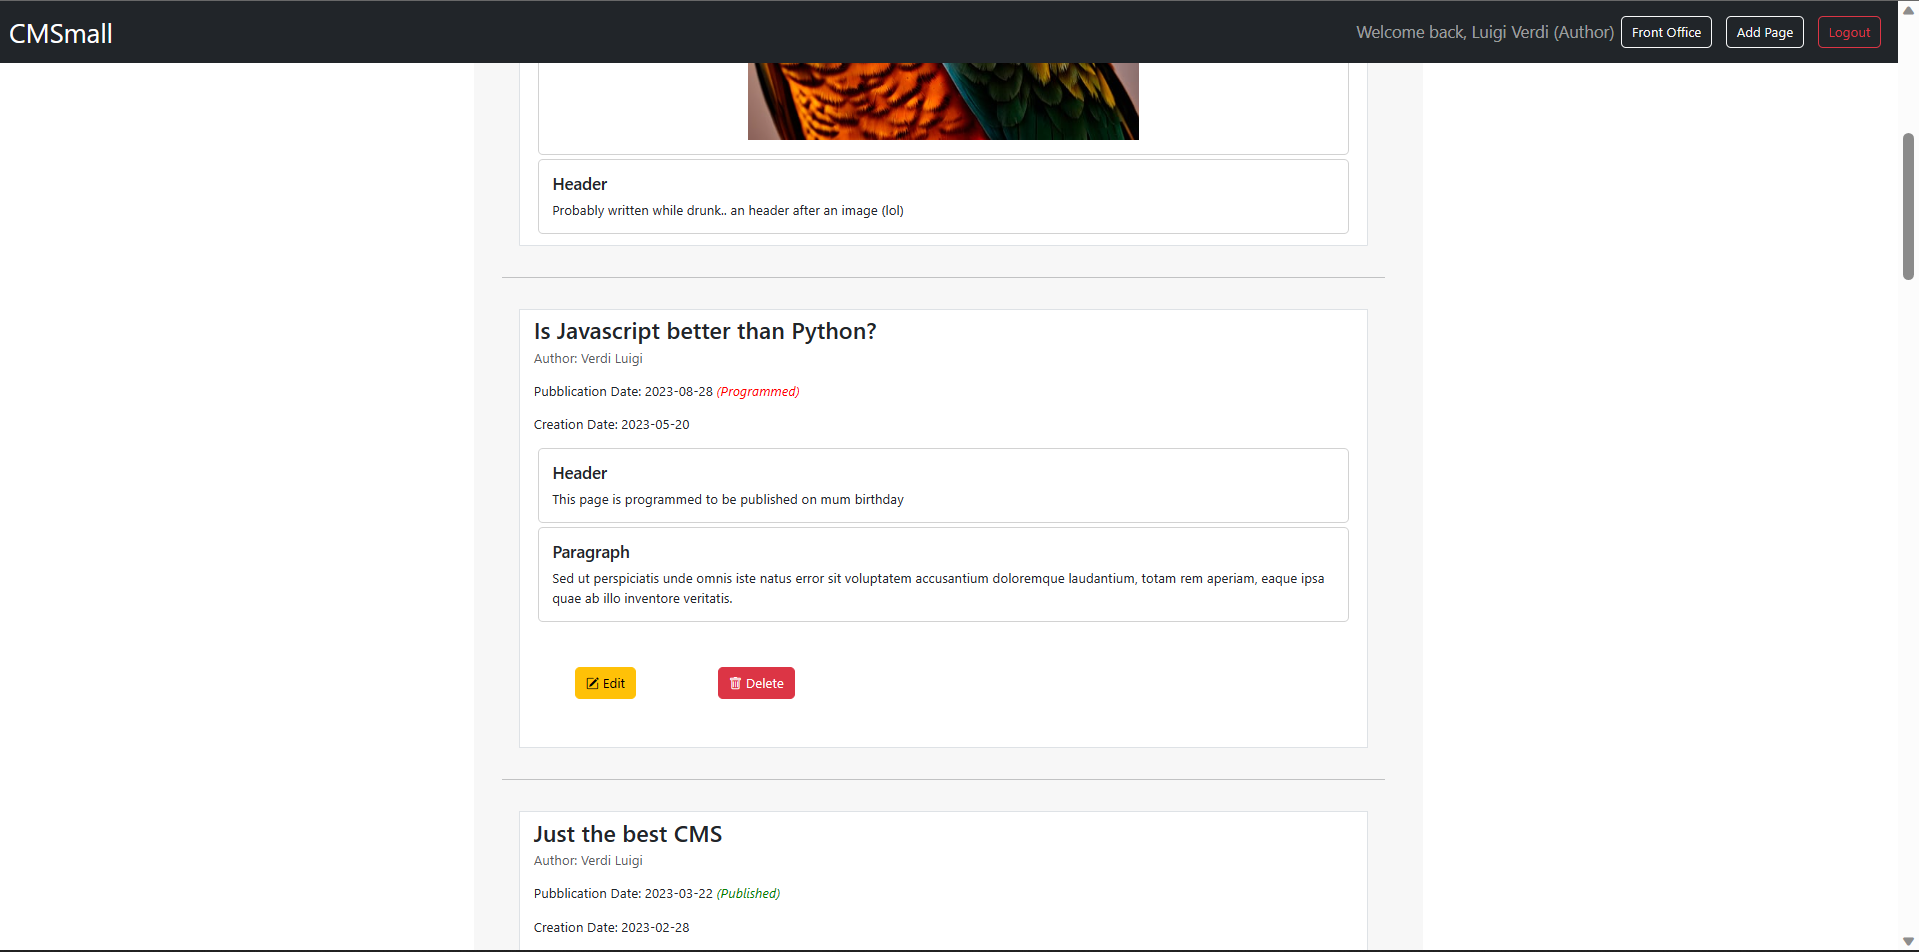 CMSmall
Welcome back, Luigi Verdi (Author)
Front Office
Add Page
Logout
Header
Probably written while drunk.. an header after an image (lol)
Is Javascript better than Python?
Author: Verdi Luigi
Pubblication Date: 2023-08-28 (Programmed)
Creation Date: 2023-05-20
Header
This page is programmed to be published on mum birthday
Paragraph
Sed ut perspiciatis unde omnis iste natus error sit voluptatem accusantium doloremque laudantium, totam rem aperiam, eaque ipsa
quae ab illo inventore veritatis.
Edit
Delete
Just the best CMS
Author: Verdi Luigi
Pubblication Date: 2023-03-22 (Published)
Creation Date: 2023-02-28